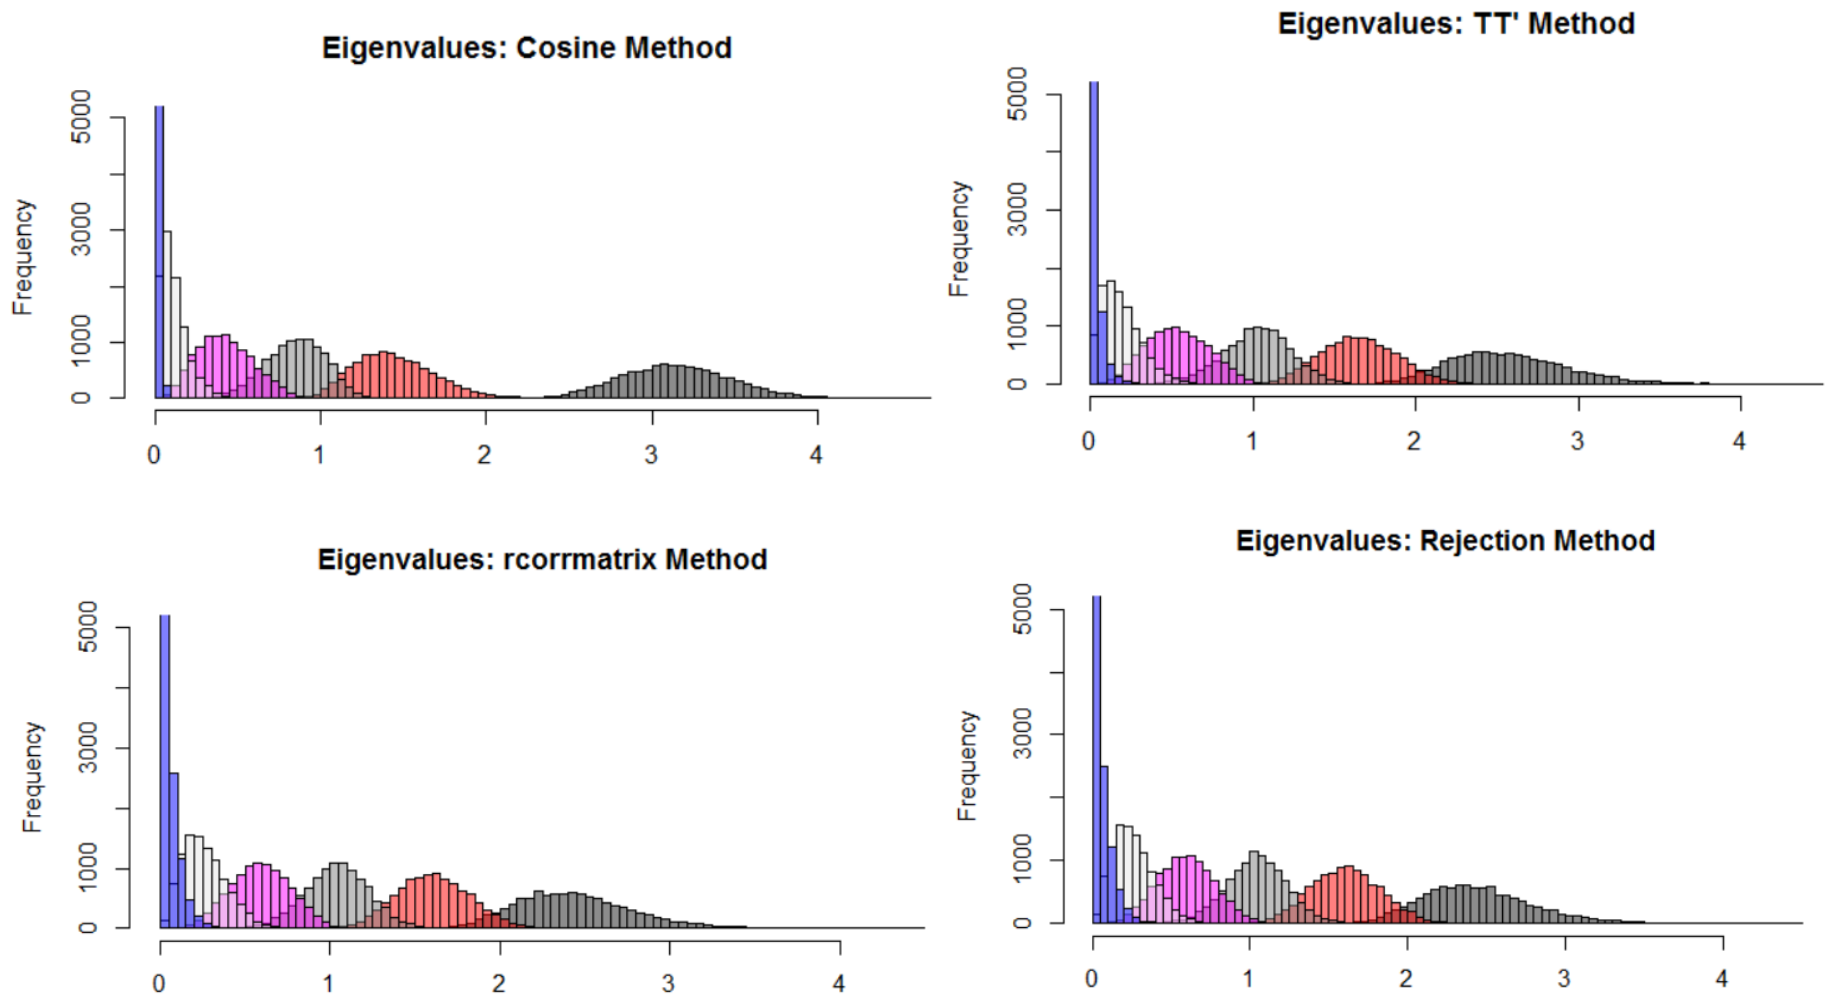 Eigenvalues: Cosine Method
Frequency
0 1000 3000 5000
0 1 2 3 4
Eigenvalues: TT' Method
Frequency
0 1000 3000 5000
0 1 2 3 4
Eigenvalues: rcorrmatrix Method
Frequency
0 1000 3000 5000
0 1 2 3 4
Eigenvalues: Rejection Method
Frequency
0 1000 3000 5000
0 1 2 3 4